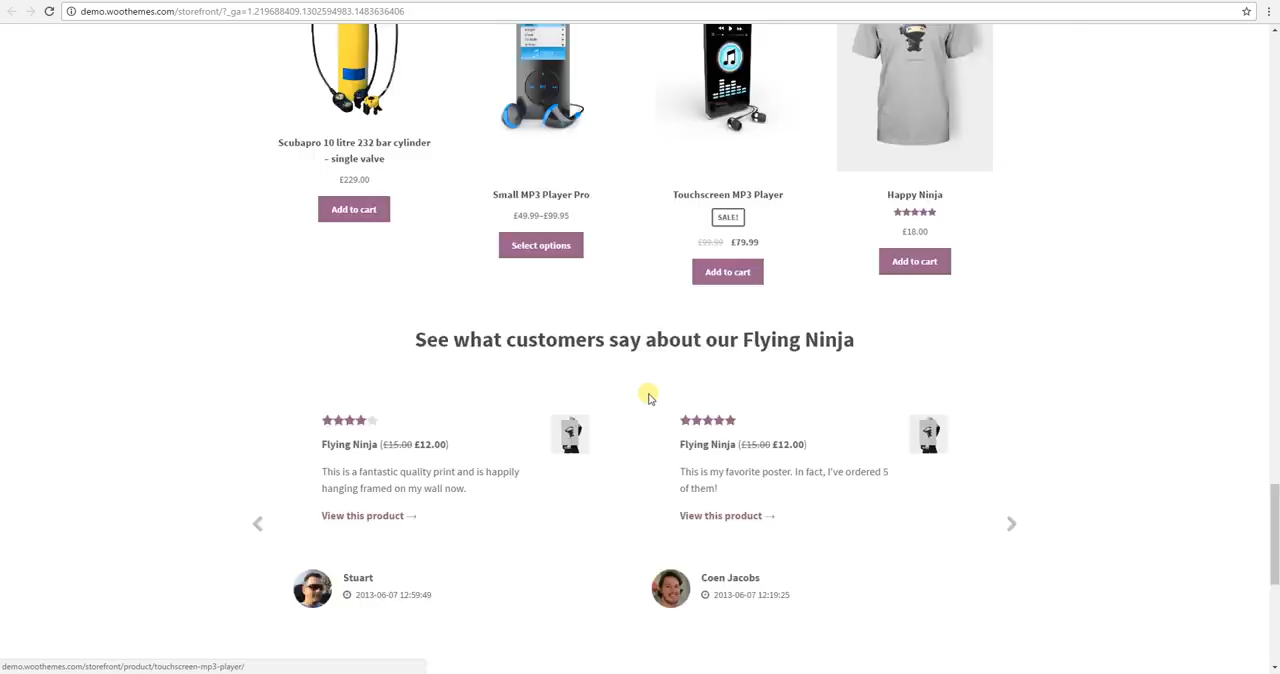 demo.woothemes.com/storefront/?_ga=1.219688409.1302594983.1483636406
Scubapro 10 litre 232 bar cylinder
– single valve
£229.00
Add to cart
Small MP3 Player Pro
£49.99–£99.95
Select options
Touchscreen MP3 Player
SALE!
£99.99 £79.99
Add to cart
Happy Ninja
£18.00
Add to cart
See what customers say about our Flying Ninja
Flying Ninja (£15.00 £12.00)
This is a fantastic quality print and is happily
hanging framed on my wall now.
View this product →
Stuart
2013-06-07 12:59:49
Flying Ninja (£15.00 £12.00)
This is my favorite poster. In fact, I've ordered 5
of them!
View this product →
Coen Jacobs
2013-06-07 12:19:25
demo.woothemes.com/storefront/product/touchscreen-mp3-player/